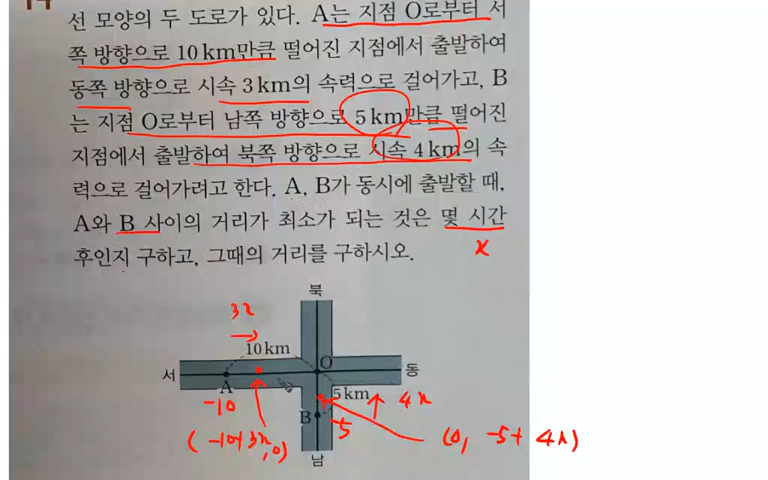 14
선 모양의 두 도로가 있다. A는 지점 O로부터 서
쪽 방향으로 10 km만큼 떨어진 지점에서 출발하여
동쪽 방향으로 시속 3 km의 속력으로 걸어가고, B
는 지점 O로부터 남쪽 방향으로 5 km만큼 떨어진
지점에서 출발하여 북쪽 방향으로 시속 4 km의 속
력으로 걸어가려고 한다. A, B가 동시에 출발할 때,
A와 B 사이의 거리가 최소가 되는 것은 몇 시간
후인지 구하고, 그때의 거리를 구하시오.
x
북
3x
10 km
서 A O 동
-10
5 km 4x
B -5
(-10+3x, 0) (0, -5+4x)
남